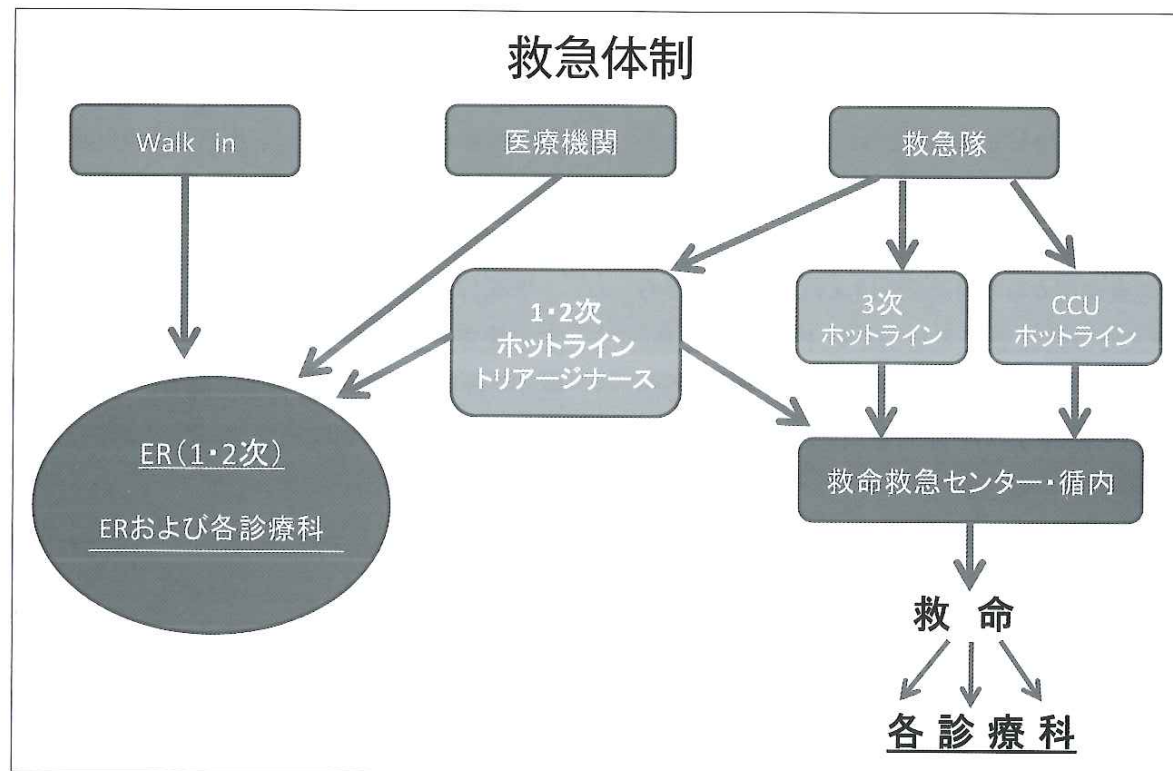 救急体制
Walk in
医療機関
救急隊
1・2次
ホットライン
トリアージナース
3次
ホットライン
CCU
ホットライン
ER(1・2次)
ERおよび各診療科
救命救急センター・循内
救 命
各診療科